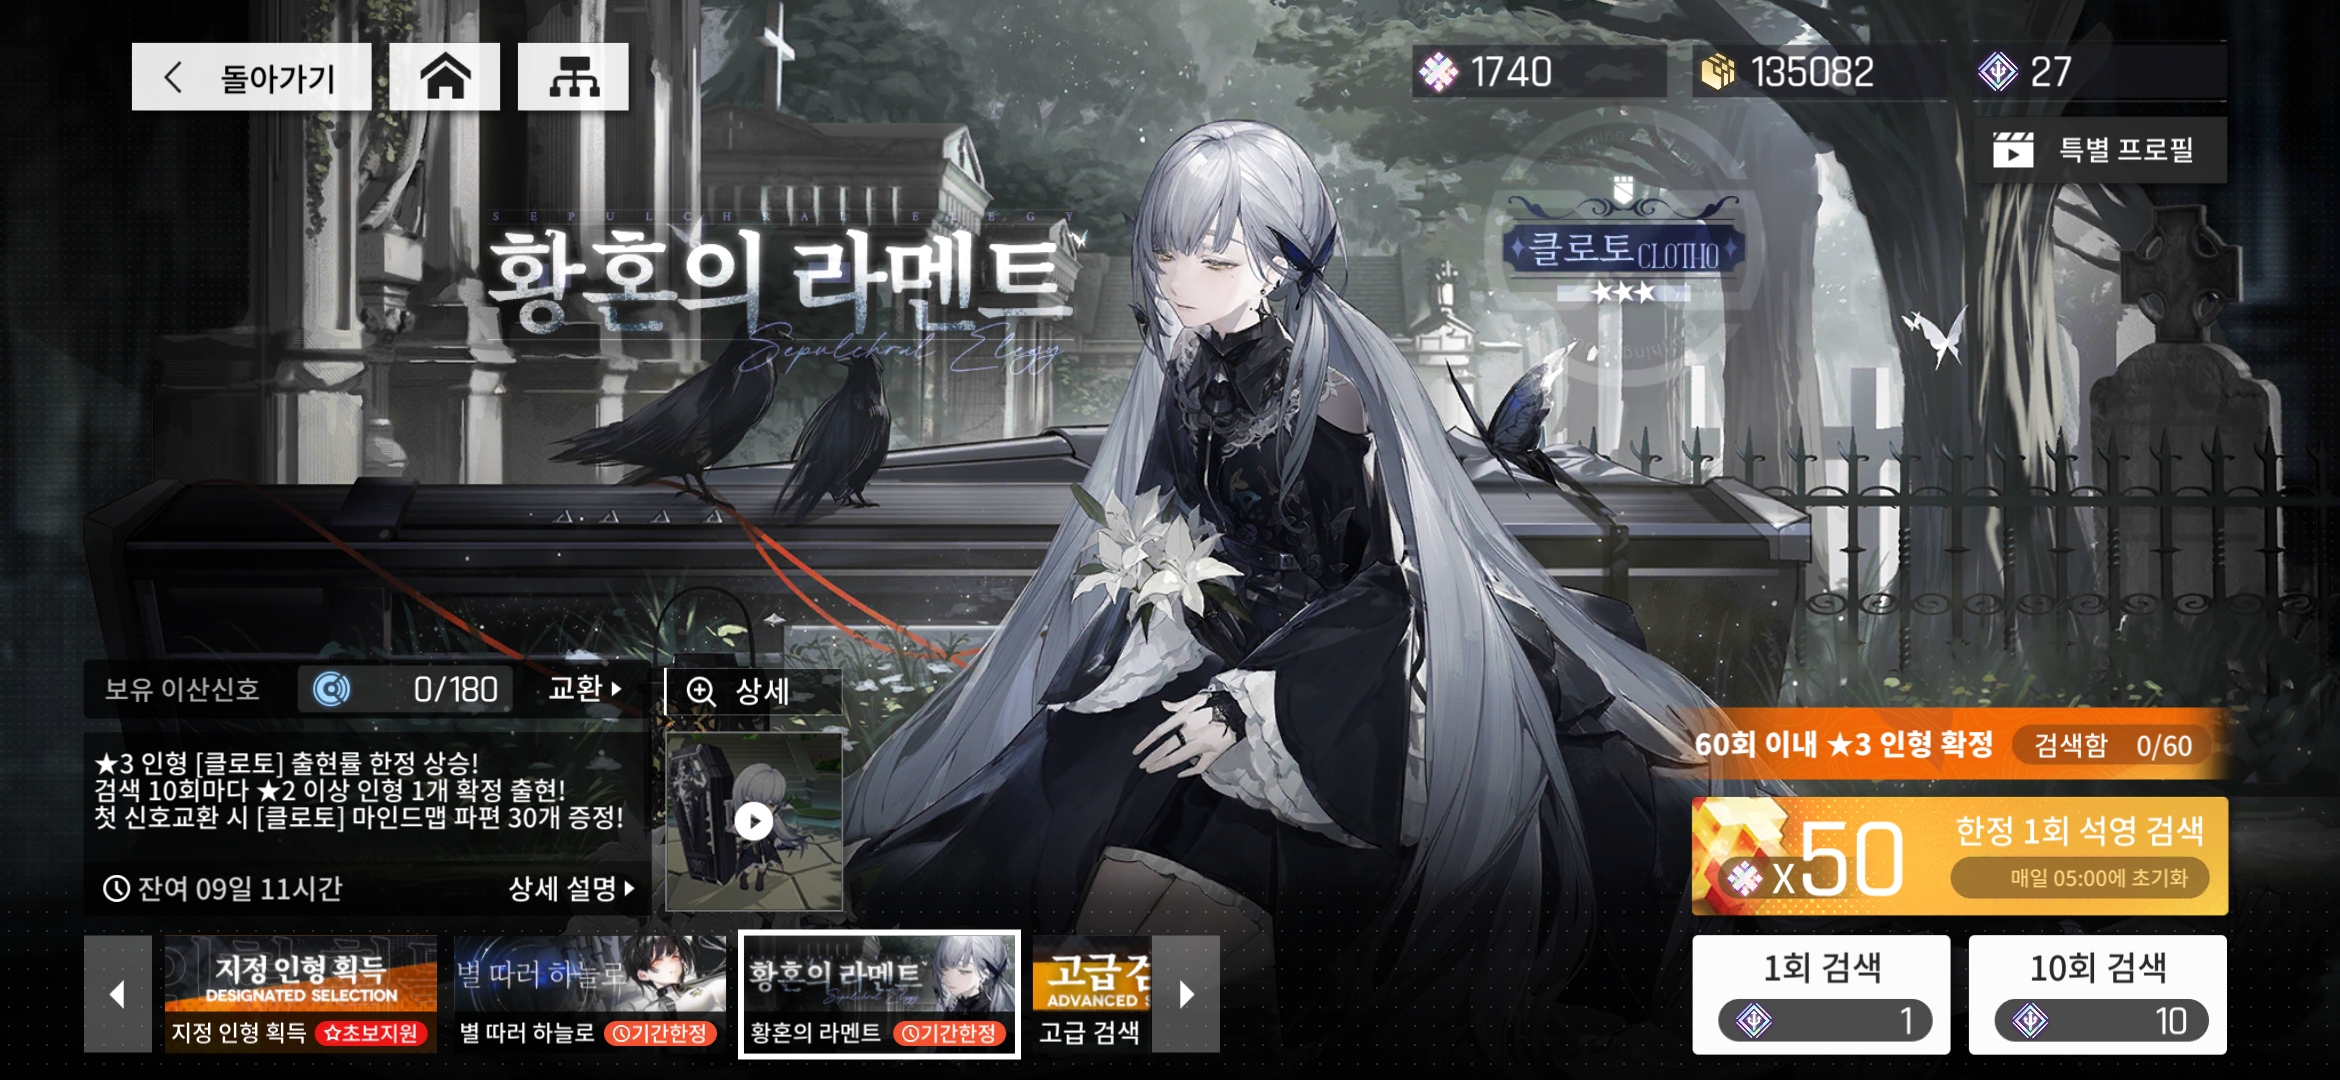 돌아가기
1740
135082
27
특별 프로필
SEPULCHRAL ELEGY
황혼의 라멘트
Sepulchral Elegy
클로토 CLOTHO
★★★
보유 이산신호
0/180
교환
상세
★3 인형 [클로토] 출현률 한정 상승!
검색 10회마다 ★2 이상 인형 1개 확정 출현!
첫 신호교환 시 [클로토] 마인드맵 파편 30개 증정!
잔여 09일 11시간
상세 설명
60회 이내 ★3 인형 확정
검색함 0/60
x50
한정 1회 석영 검색
매일 05:00에 초기화
1회 검색
1
10회 검색
10
지정 인형 획득
DESIGNATED SELECTION
지정 인형 획득
☆초보지원
별 따러 하늘로
별 따러 하늘로
기간한정
황혼의 라멘트
Sepulchral Elegy
황혼의 라멘트
기간한정
고급
ADVANCED
고급 검색